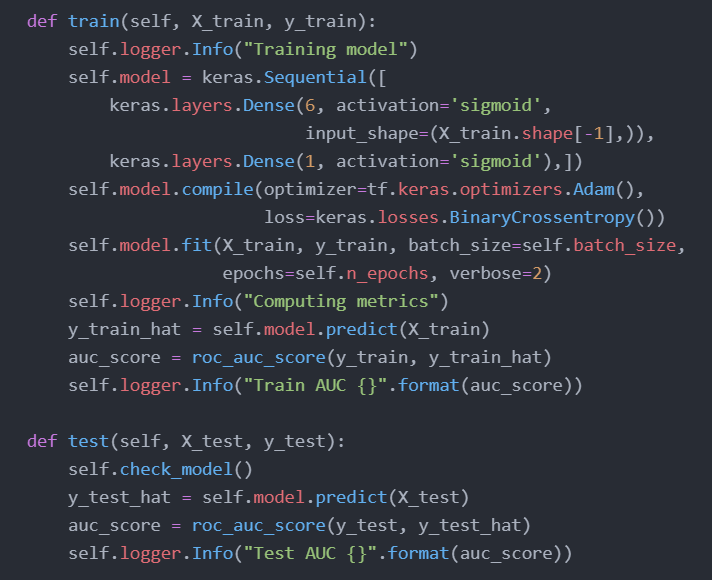 def train(self, X_train, y_train):
    self.logger.Info("Training model")
    self.model = keras.Sequential([
        keras.layers.Dense(6, activation='sigmoid',
                           input_shape=(X_train.shape[-1],)),
        keras.layers.Dense(1, activation='sigmoid'),])
    self.model.compile(optimizer=tf.keras.optimizers.Adam(),
                       loss=keras.losses.BinaryCrossentropy())
    self.model.fit(X_train, y_train, batch_size=self.batch_size,
                   epochs=self.n_epochs, verbose=2)
    self.logger.Info("Computing metrics")
    y_train_hat = self.model.predict(X_train)
    auc_score = roc_auc_score(y_train, y_train_hat)
    self.logger.Info("Train AUC {}".format(auc_score))

def test(self, X_test, y_test):
    self.check_model()
    y_test_hat = self.model.predict(X_test)
    auc_score = roc_auc_score(y_test, y_test_hat)
    self.logger.Info("Test AUC {}".format(auc_score))